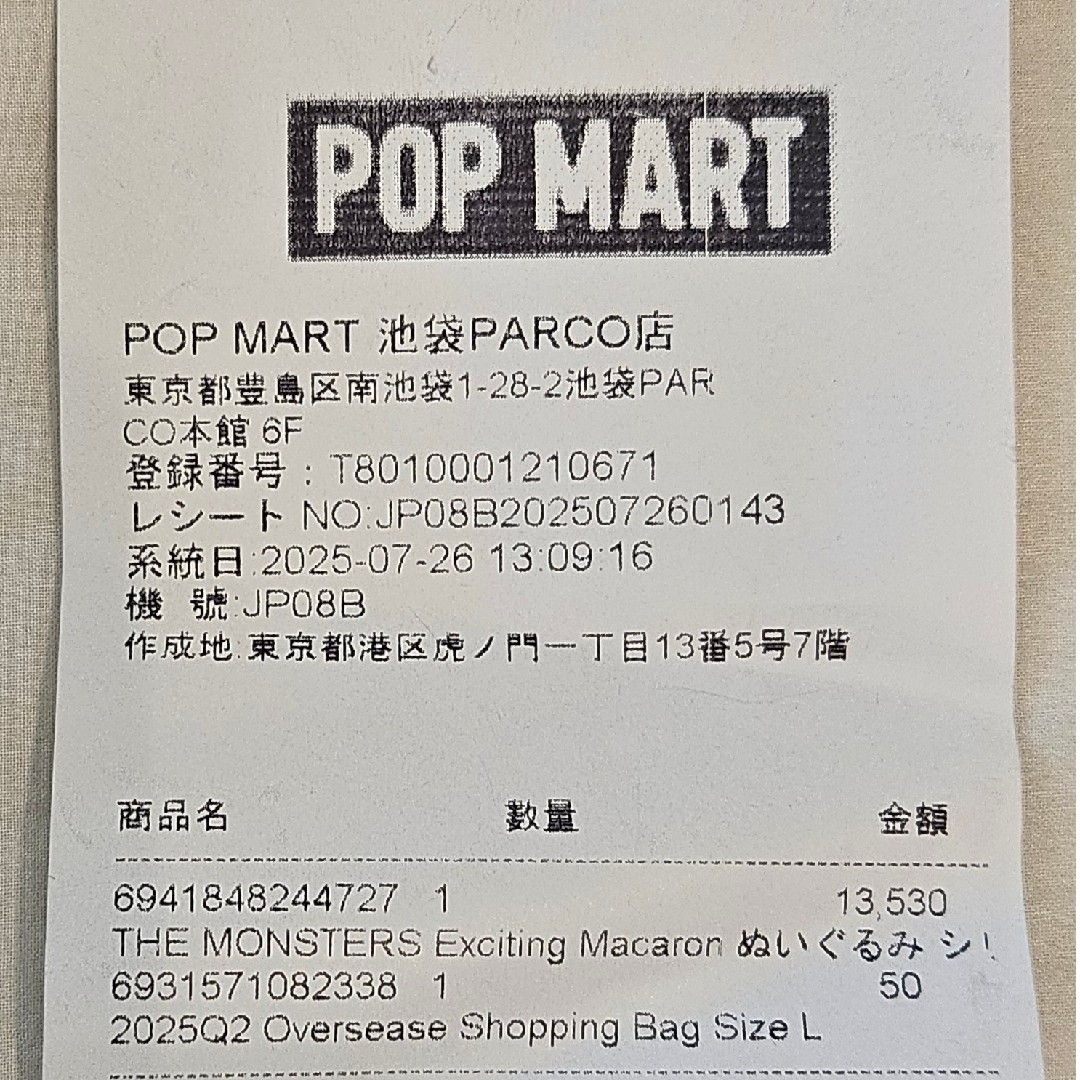 POP MART
POP MART 池袋PARCO店
東京都豊島区南池袋1-28-2池袋PAR
CO本館 6F
登録番号 : T8010001210671
レシート NO:JP08B202507260143
系統日:2025-07-26 13:09:16
機 號:JP08B
作成地:東京都港区虎ノ門一丁目13番5号7階
商品名 數量 金額
6941848244727 1 13,530
THE MONSTERS Exciting Macaron ぬいぐるみ シ
6931571082338 1 50
2025Q2 Oversease Shopping Bag Size L